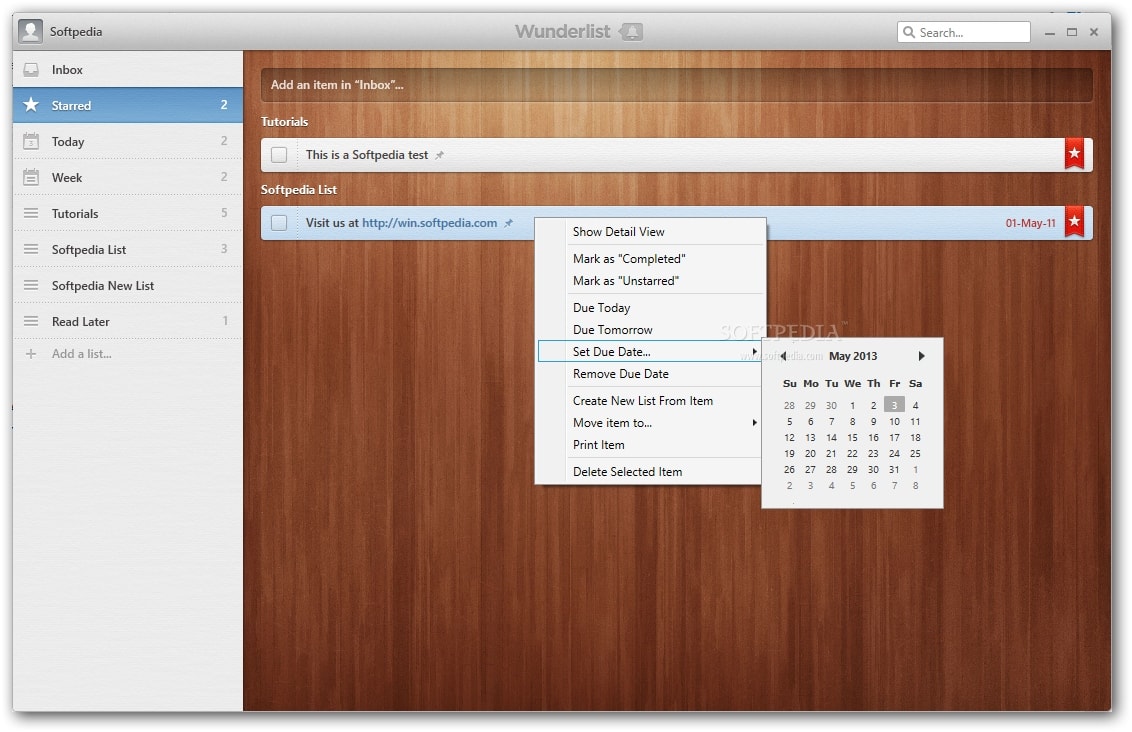 Softpedia
Wunderlist
Search...
Inbox
Starred 2
Today 2
3
Week 2
Tutorials 5
Softpedia List 3
Softpedia New List
Read Later 1
Add a list...
Add an item in “Inbox”...
Tutorials
This is a Softpedia test
Softpedia List
Visit us at http://win.softpedia.com 01-May-11
Show Detail View
Mark as "Completed"
Mark as "Unstarred"
Due Today
Due Tomorrow
Set Due Date...
Remove Due Date
Create New List From Item
Move item to...
Print Item
Delete Selected Item
SOFTPEDIA™
www.softpedia.com
May 2013
Su Mo Tu We Th Fr Sa
28 29 30 1 2 3 4
5 6 7 8 9 10 11
12 13 14 15 16 17 18
19 20 21 22 23 24 25
26 27 28 29 30 31 1
2 3 4 5 6 7 8